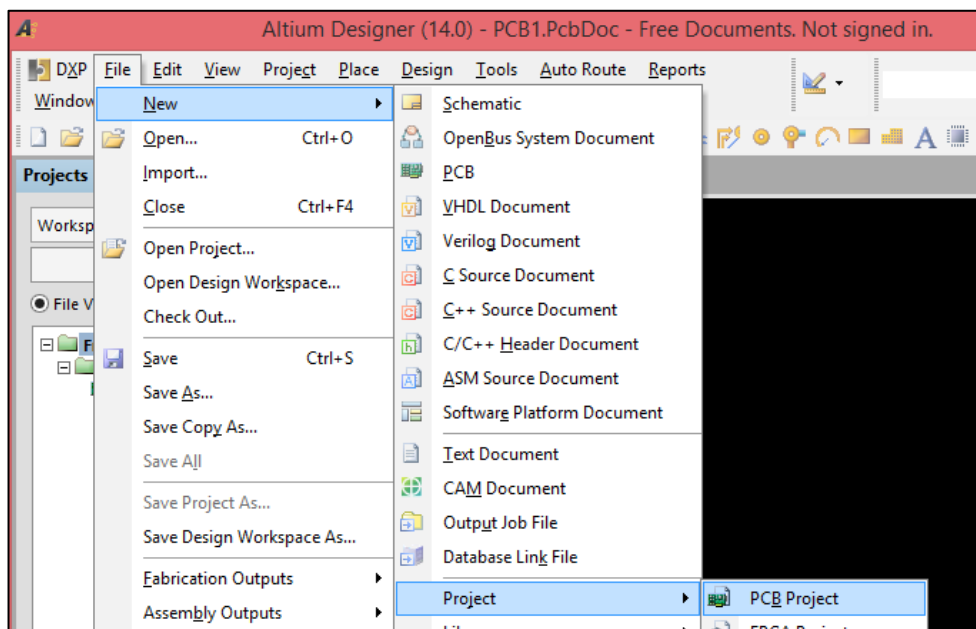 Altium Designer (14.0) - PCB1.PcbDoc - Free Documents. Not signed in.
DXP File Edit View Project Place Design Tools Auto Route Reports
Window
New
Open... Ctrl+O
Import...
Close Ctrl+F4
Open Project...
Open Design Workspace...
Check Out...
Save Ctrl+S
Save As...
Save Copy As...
Save All
Save Project As...
Save Design Workspace As...
Fabrication Outputs
Assembly Outputs
Schematic
OpenBus System Document
PCB
VHDL Document
Verilog Document
C Source Document
C++ Source Document
C/C++ Header Document
ASM Source Document
Software Platform Document
Text Document
CAM Document
Output Job File
Database Link File
Project
PCB Project
Projects
Worksp
File V